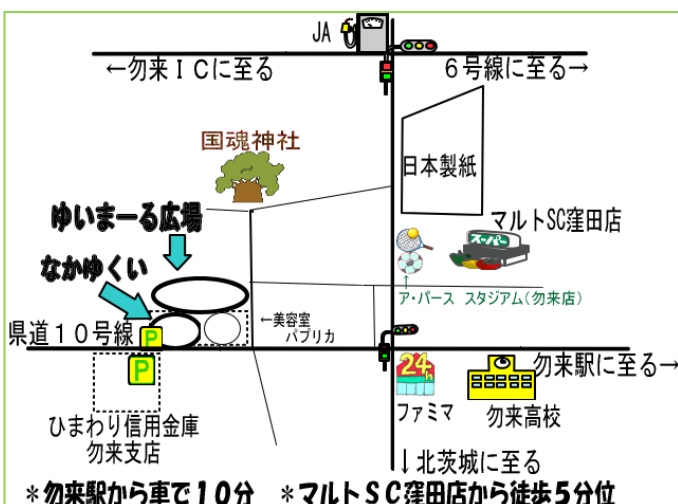 JA
←勿来ＩＣに至る
６号線に至る→
国魂神社
日本製紙
マルトSC窪田店
スーパー
ゆいまーる広場
なかゆくい
↑
ア・パース スタジアム(勿来店)
←美容室
パプリカ
県道１０号線
P
P
24h
勿来駅に至る→
ファミマ
勿来高校
ひまわり信用金庫
勿来支店
↓北茨城に至る
＊勿来駅から車で１０分 ＊マルトＳＣ窪田店から徒歩５分位